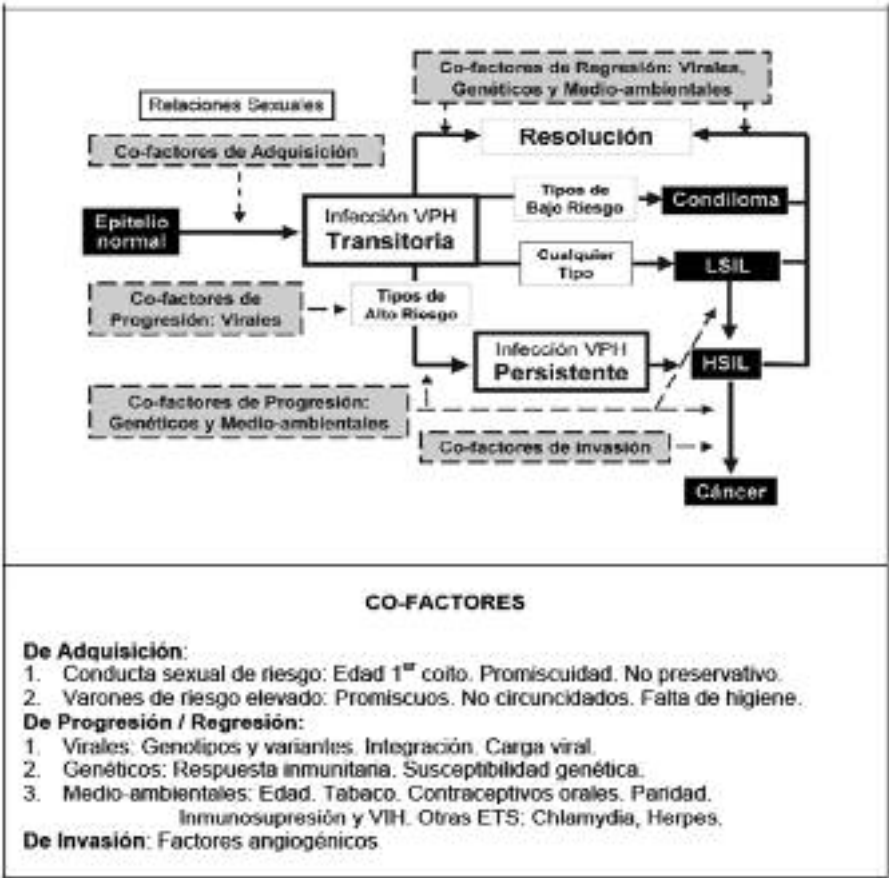 Co-factores de Regresión: Virales,
Genéticos y Medio-ambientales
Relaciones Sexuales
Resolución
Co-factores de Adquisición
Tipos de
Bajo Riesgo
Condiloma
Epitelio
normal
Infección VPH
Transitoria
Cualquier
Tipo
LSIL
Co-factores de
Progresión: Virales
Tipos de
Alto Riesgo
Infección VPH
Persistente
HSIL
Co-factores de Progresión:
Genéticos y Medio-ambientales
Co-factores de invasión
Cáncer
CO-FACTORES
De Adquisición:
1. Conducta sexual de riesgo: Edad 1er coito. Promiscuidad. No preservativo.
2. Varones de riesgo elevado: Promiscuos. No circuncidados. Falta de higiene.
De Progresión / Regresión:
1. Virales: Genotipos y variantes. Integración. Carga viral.
2. Genéticos: Respuesta inmunitaria. Susceptibilidad genética.
3. Medio-ambientales: Edad. Tabaco. Contraceptivos orales. Paridad.
Inmunosupresión y VIH. Otras ETS: Chlamydia, Herpes.
De Invasión: Factores angiogénicos